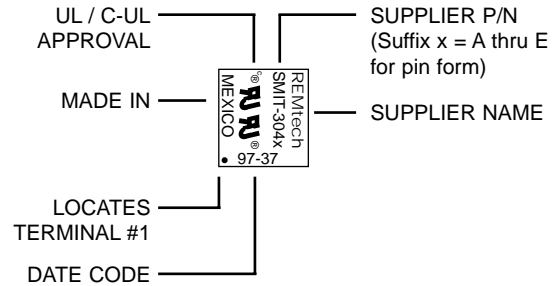 UL / C-UL
APPROVAL
SUPPLIER P/N
(Suffix x = A thru E
for pin form)
MADE IN
SUPPLIER NAME
REMtech
SMIT-304x
c ® ®
MEXICO
97-37
LOCATES
TERMINAL #1
DATE CODE